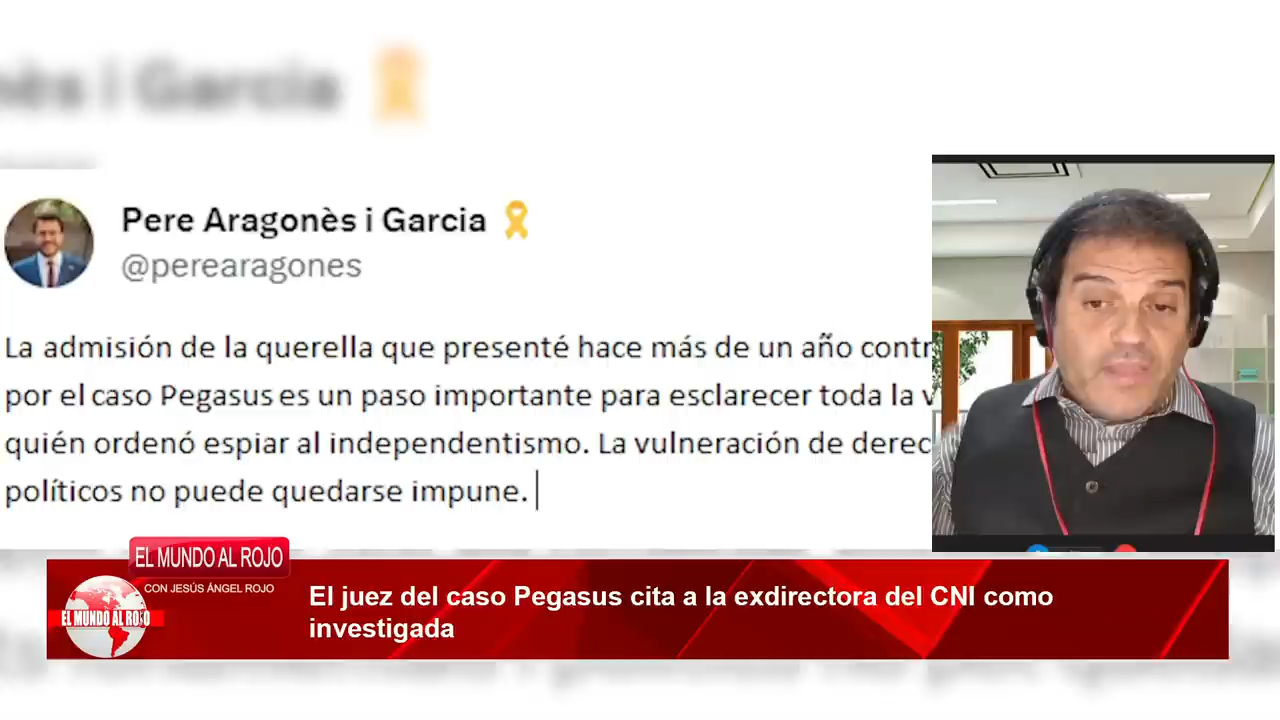 nès i Garcia
Pere Aragonès i Garcia
@perearagones
La admisión de la querella que presenté hace más de un año contr
por el caso Pegasus es un paso importante para esclarecer toda la v
quién ordenó espiar al independentismo. La vulneración de derec
políticos no puede quedarse impune.
EL MUNDO AL ROJO
CON JESÚS ÁNGEL ROJO
EL MUNDO AL ROJO
El juez del caso Pegasus cita a la exdirectora del CNI como
investigada